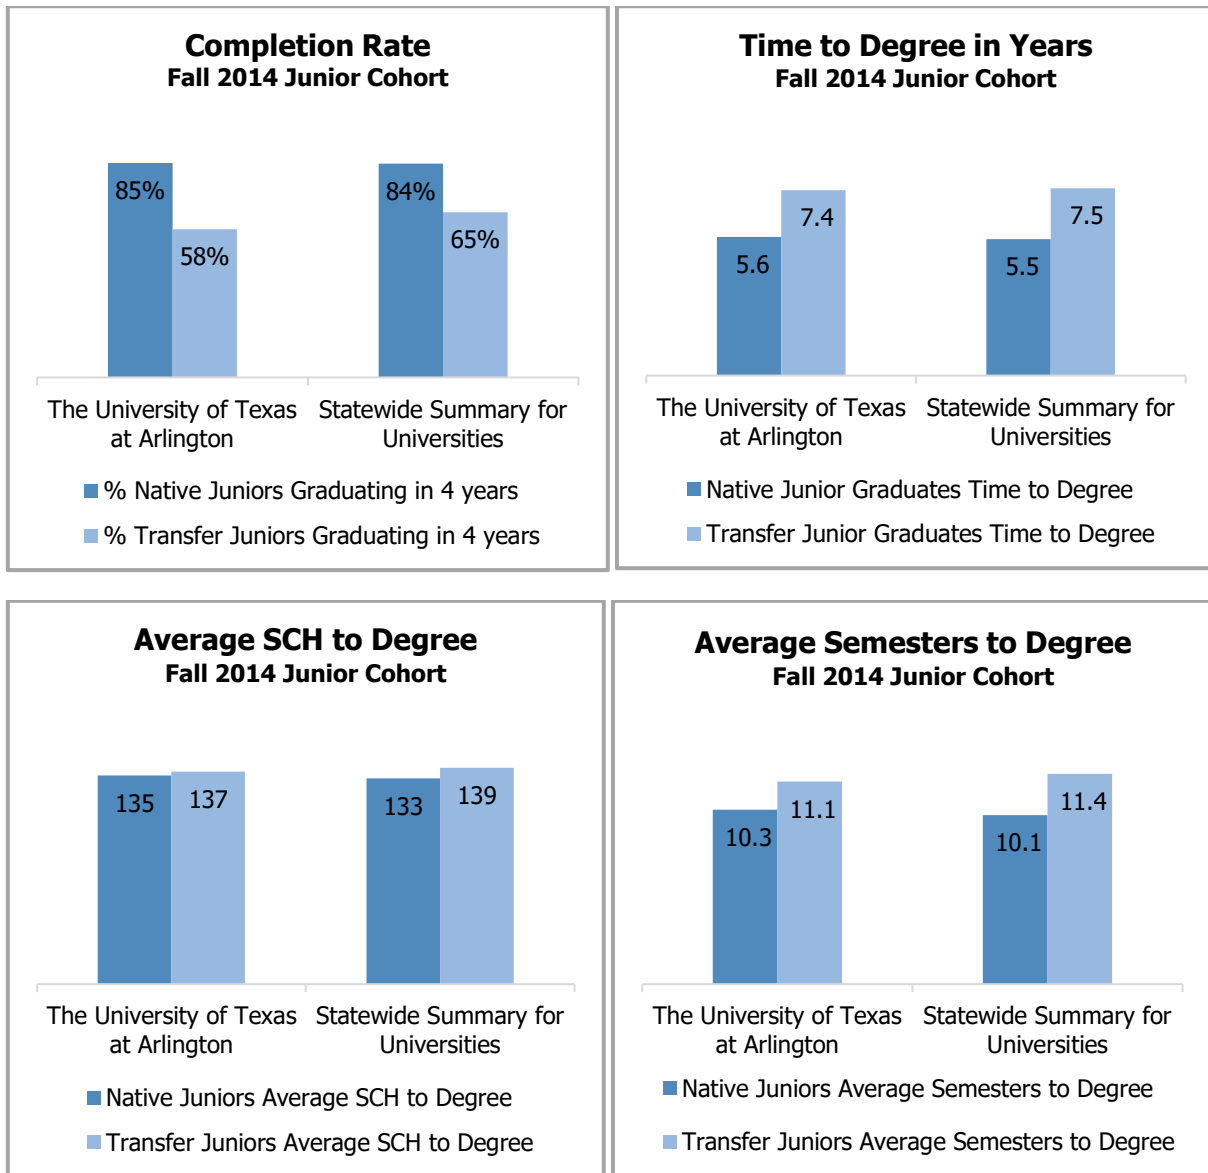 Completion Rate
Fall 2014 Junior Cohort
85%
58%
84%
65%
The University of Texas
at Arlington
Statewide Summary for
Universities
% Native Juniors Graduating in 4 years
% Transfer Juniors Graduating in 4 years
Time to Degree in Years
Fall 2014 Junior Cohort
5.6
7.4
5.5
7.5
The University of Texas
at Arlington
Statewide Summary for
Universities
Native Junior Graduates Time to Degree
Transfer Junior Graduates Time to Degree
Average SCH to Degree
Fall 2014 Junior Cohort
135
137
133
139
The University of Texas
at Arlington
Statewide Summary for
Universities
Native Juniors Average SCH to Degree
Transfer Juniors Average SCH to Degree
Average Semesters to Degree
Fall 2014 Junior Cohort
10.3
11.1
10.1
11.4
The University of Texas
at Arlington
Statewide Summary for
Universities
Native Juniors Average Semesters to Degree
Transfer Juniors Average Semesters to Degree